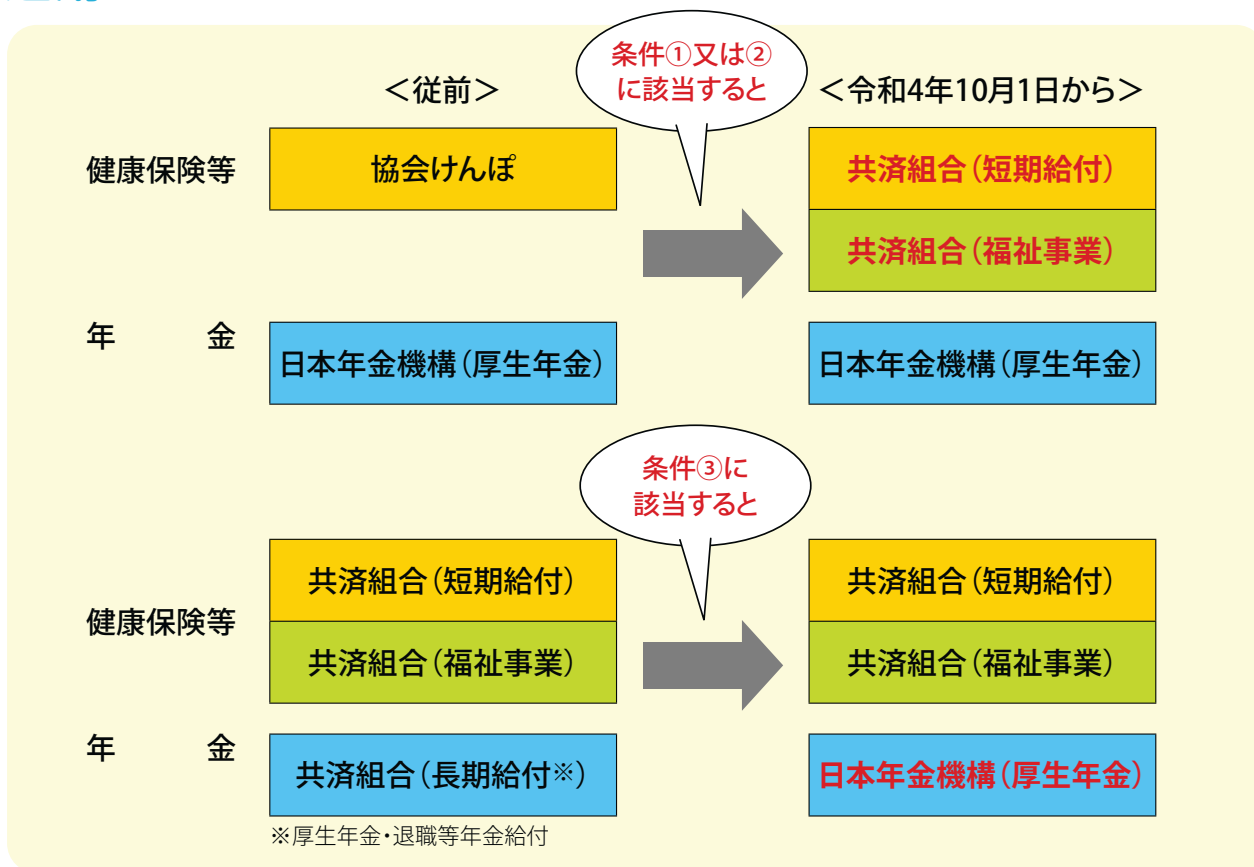 条件①又は②
に該当すると
＜従前＞
＜令和4年10月1日から＞
健康保険等
協会けんぽ
共済組合（短期給付）
共済組合（福祉事業）
年　　金
日本年金機構（厚生年金）
日本年金機構（厚生年金）
条件③に
該当すると
健康保険等
共済組合（短期給付）
共済組合（福祉事業）
共済組合（短期給付）
共済組合（福祉事業）
年　　金
共済組合（長期給付※）
日本年金機構（厚生年金）
※厚生年金・退職等年金給付